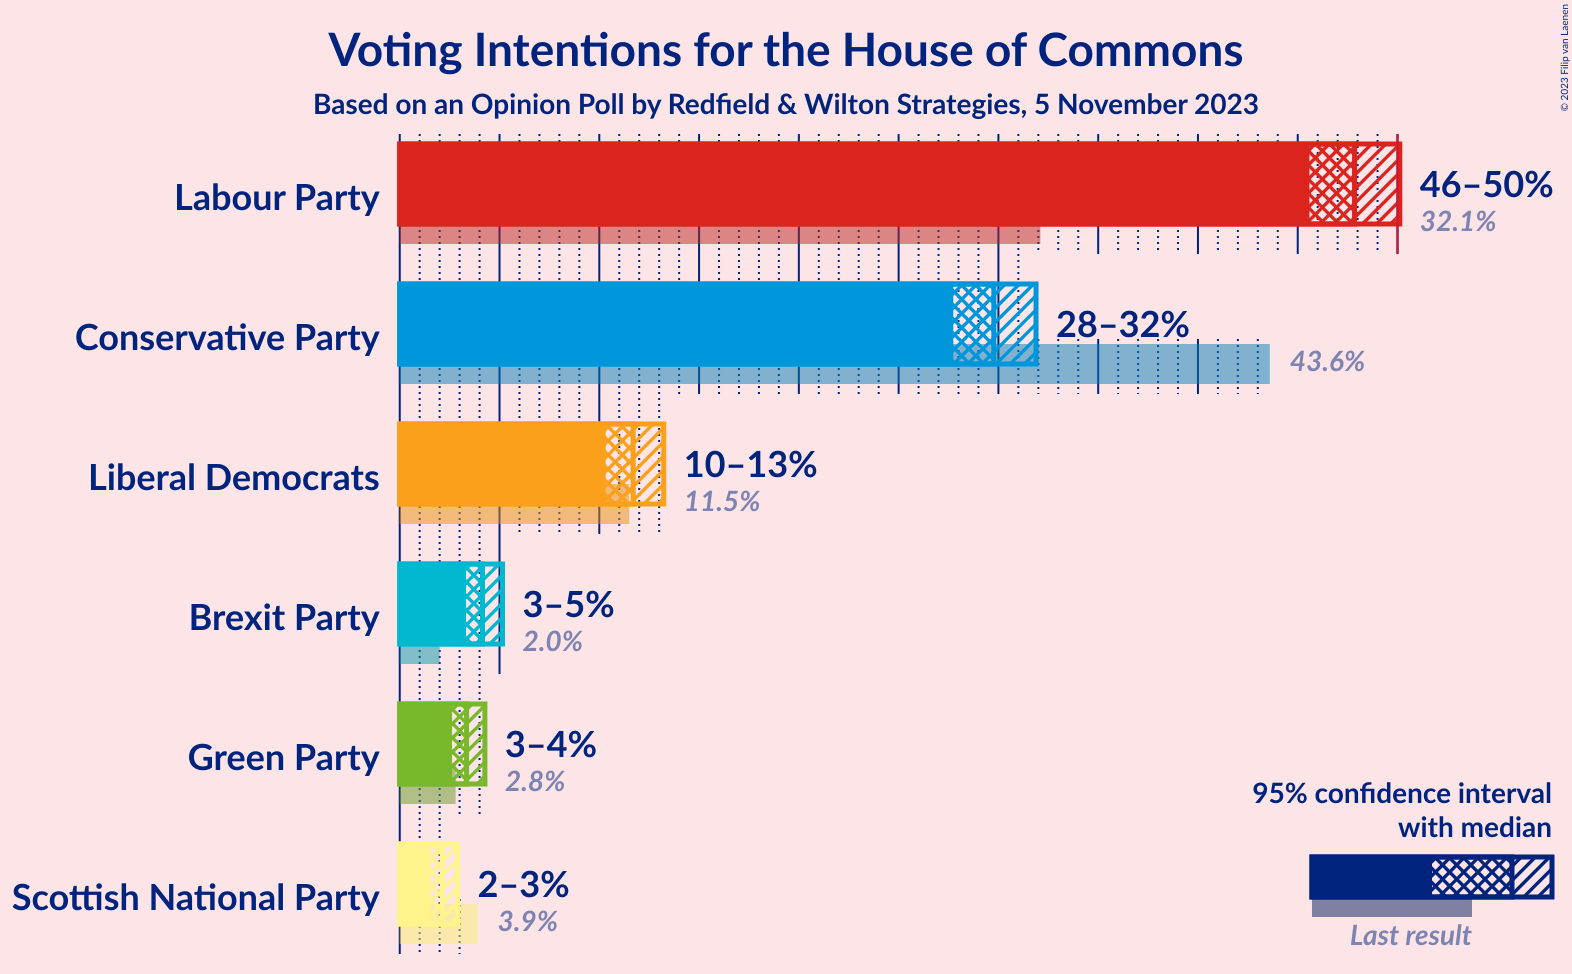 Voting Intentions for the House of Commons
Based on an Opinion Poll by Redfield & Wilton Strategies, 5 November 2023
© 2023 Filip van Laenen
Labour Party
46–50%
32.1%
Conservative Party
28–32%
43.6%
Liberal Democrats
10–13%
11.5%
Brexit Party
3–5%
2.0%
Green Party
3–4%
2.8%
Scottish National Party
2–3%
3.9%
95% confidence interval
with median
Last result